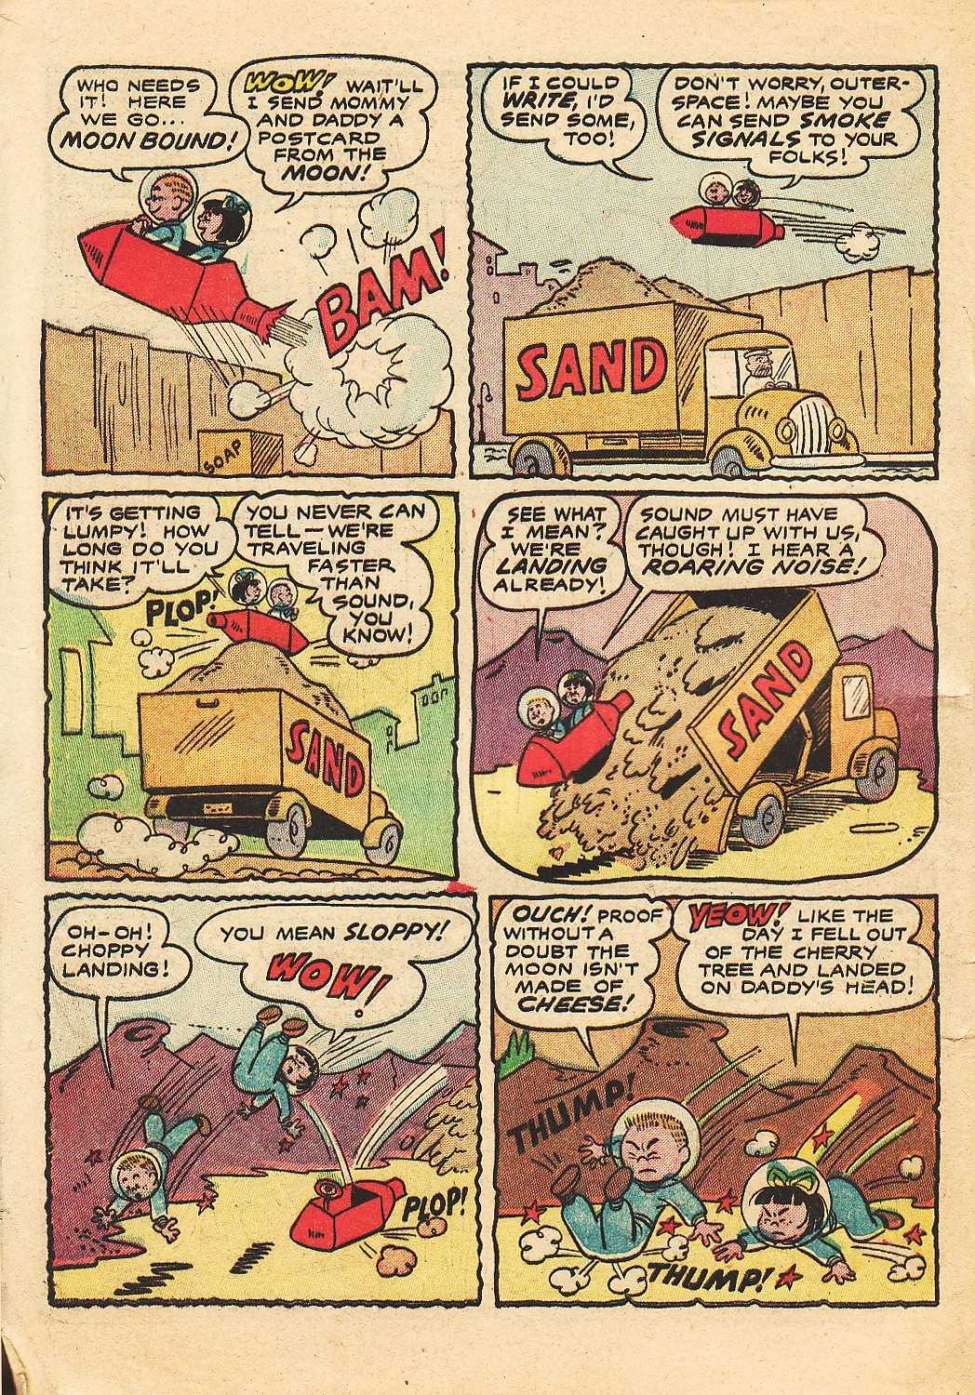 WHO NEEDS
IT! HERE
WE GO...
MOON BOUND!
WOW! WAIT'LL
I SEND MOMMY
AND DADDY A
POSTCARD
FROM THE
MOON!
BAM!
SOAP
IF I COULD
WRITE, I'D
SEND SOME,
TOO!
DON'T WORRY, OUTER-
SPACE! MAYBE YOU
CAN SEND SMOKE
SIGNALS TO YOUR
FOLKS!
SAND
IT'S GETTING
LUMPY! HOW
LONG DO YOU
THINK IT'LL
TAKE?
YOU NEVER CAN
TELL—WE'RE
TRAVELING
FASTER
THAN
SOUND,
YOU
KNOW!
PLOP!
SAND
SEE WHAT
I MEAN?
WE'RE
LANDING
ALREADY!
SOUND MUST HAVE
CAUGHT UP WITH US,
THOUGH! I HEAR A
ROARING NOISE!
SAND
OH-OH!
CHOPPY
LANDING!
YOU MEAN SLOPPY!
WOW!
PLOP!
OUCH! PROOF
WITHOUT A
DOUBT THE
MOON ISN'T
MADE OF
CHEESE!
YEOW! LIKE THE
DAY I FELL OUT
OF THE CHERRY
TREE AND LANDED
ON DADDY'S HEAD!
THUMP!
THUMP!